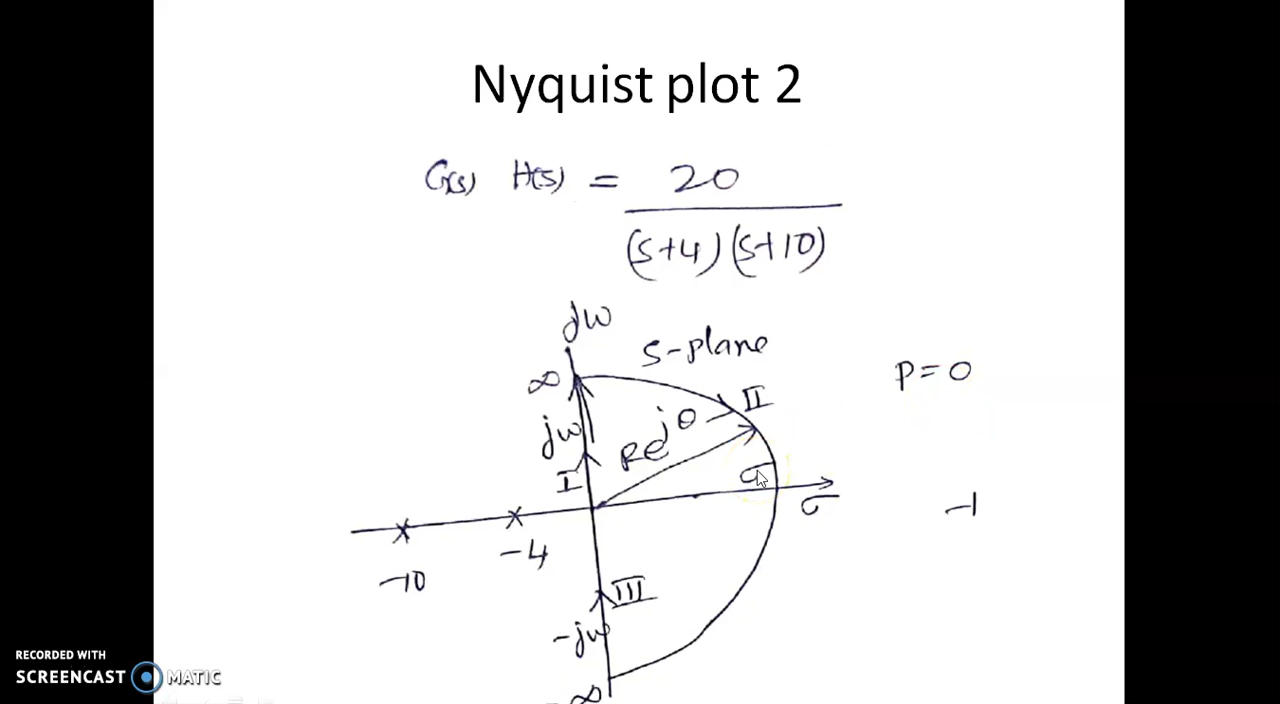 Nyquist plot 2
G(s) H(s) = 20
(s+4) (s+10)
jω
s-plane
∞
P = 0
II
jω
Re^jθ
I
σ
σ
-1
-10
-4
III
-jω
-∞
RECORDED WITH
SCREENCAST MATIC